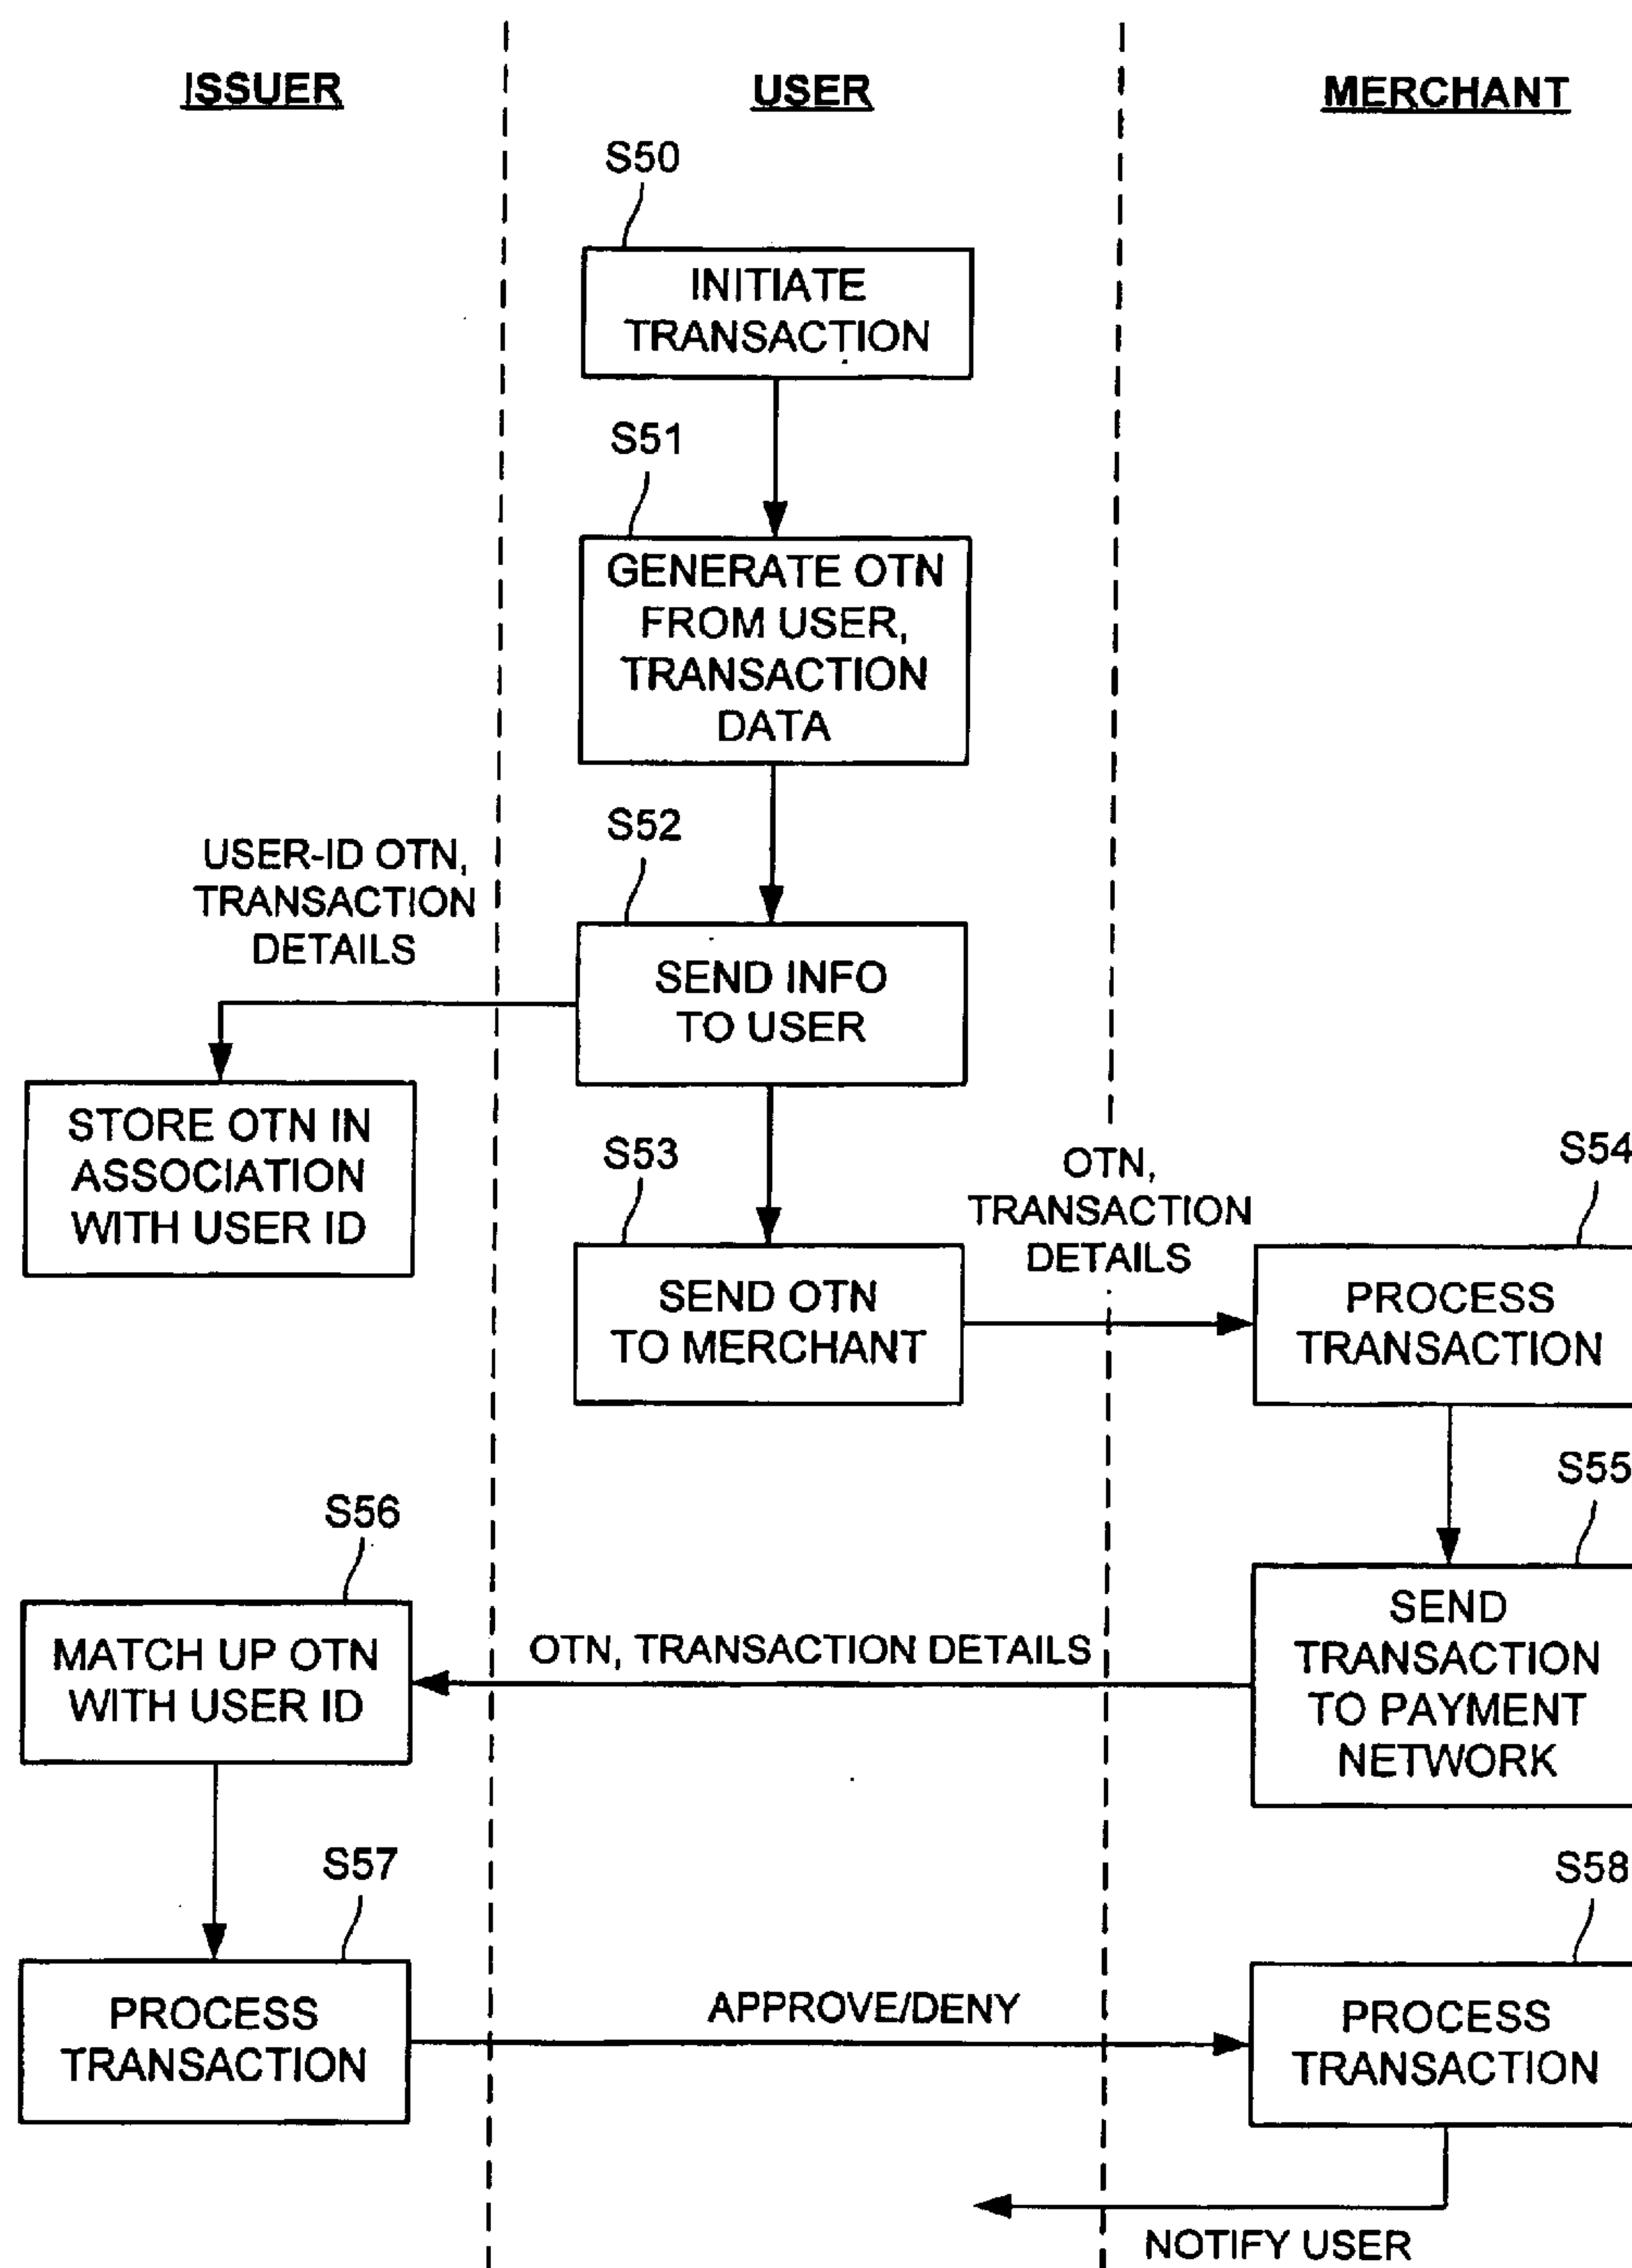 ISSUER
USER
MERCHANT
S50
INITIATE
TRANSACTION
S51
GENERATE OTN
FROM USER,
TRANSACTION
DATA
S52
USER-ID OTN,
TRANSACTION
DETAILS
SEND INFO
TO USER
STORE OTN IN
ASSOCIATION
WITH USER ID
S53
SEND OTN
TO MERCHANT
OTN,
TRANSACTION
DETAILS
S54
PROCESS
TRANSACTION
S55
SEND
TRANSACTION
TO PAYMENT
NETWORK
OTN, TRANSACTION DETAILS
S56
MATCH UP OTN
WITH USER ID
S57
PROCESS
TRANSACTION
APPROVE/DENY
S58
PROCESS
TRANSACTION
NOTIFY USER